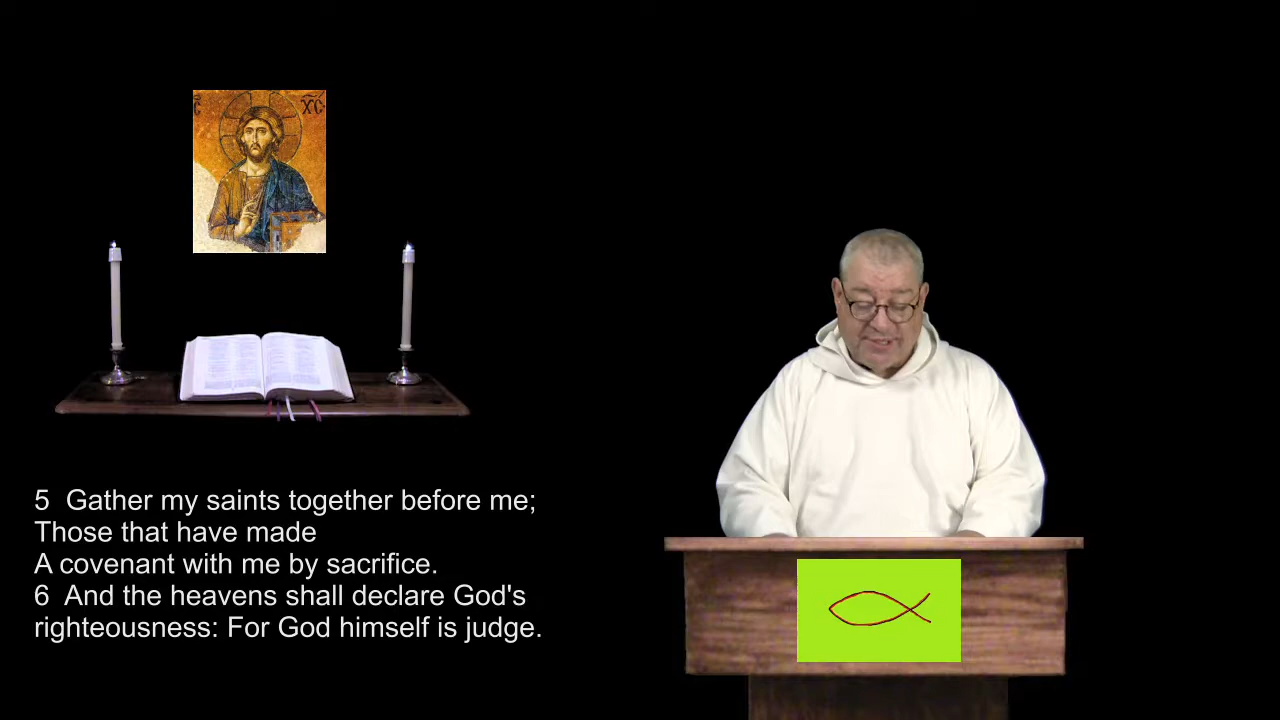 ΧC
5 Gather my saints together before me;
Those that have made
A covenant with me by sacrifice.
6 And the heavens shall declare God's
righteousness: For God himself is judge.